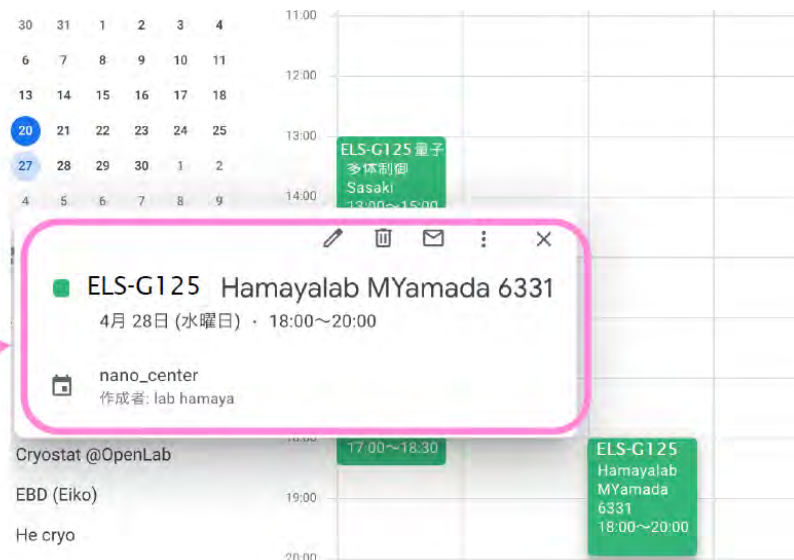 30 31 1 2 3 4
6 7 8 9 10 11
13 14 15 16 17 18
20 21 22 23 24 25
27 28 29 30 1 2
4 5 6 7 8 9
11:00
12:00
13:00
14:00
ELS-G125 量子
多体制御
Sasaki
13:00~15:00
ELS-G125 Hamayalab MYamada 6331
4月 28日 (水曜日) · 18:00~20:00
nano_center
作成者: lab hamaya
Cryostat @OpenLab
EBD (Eiko)
He cryo
17:00~18:30
19:00
20:00
ELS-G125
Hamayalab
MYamada
6331
18:00~20:00